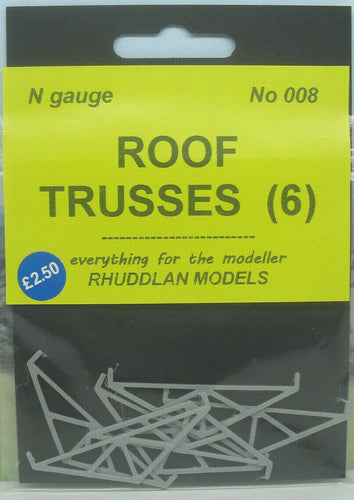 N gauge No 008
ROOF
TRUSSES (6)
everything for the modeller
£2.50
RHUDDLAN MODELS